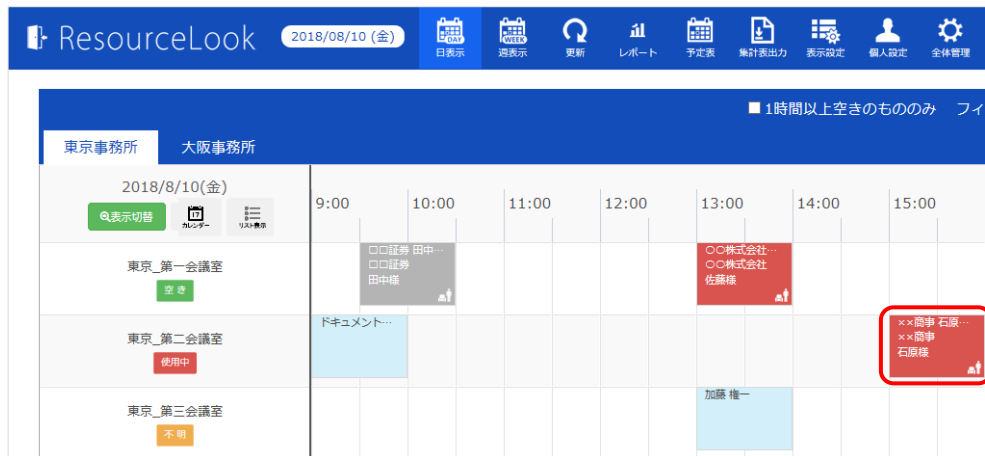 ResourceLook 2018/08/10 (金) 日表示 週表示 更新 レポート 予定表 集計表出力 表示設定 個人設定 全体管理
DAY WEEK
1時間以上空きのもののみ フィ
東京事務所 大阪事務所
2018/8/10(金)
表示切替 17 カレンダー リスト表示
9:00 10:00 11:00 12:00 13:00 14:00 15:00
東京_第一会議室
空き
□□証券 田中…
□□証券
田中様
〇〇株式会社…
〇〇株式会社
佐藤様
東京_第二会議室
使用中
ドキュメント…
××商事 石原…
××商事
石原様
東京_第三会議室
不明
加藤 権一